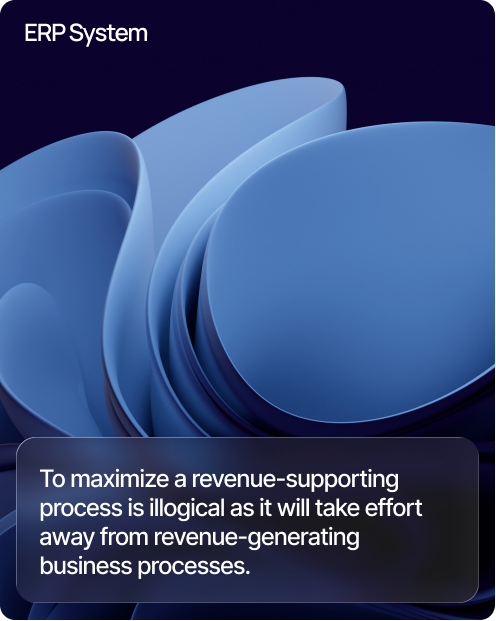 ERP System
To maximize a revenue-supporting
process is illogical as it will take effort
away from revenue-generating
business processes.